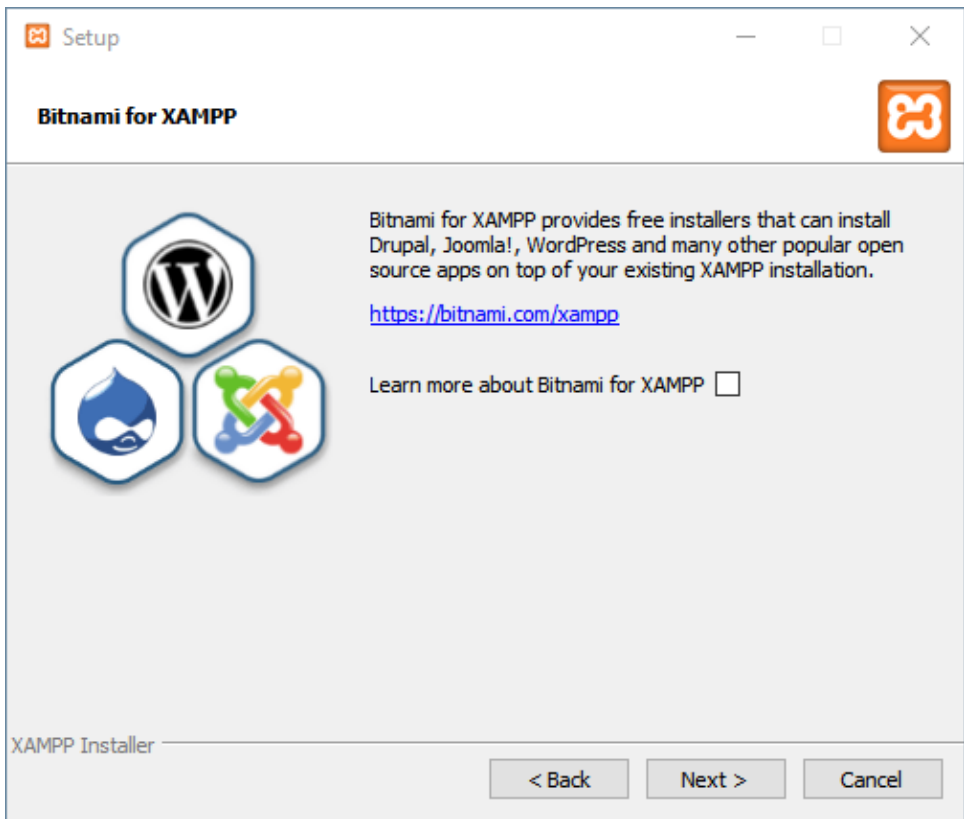 Setup
Bitnami for XAMPP
Bitnami for XAMPP provides free installers that can install
Drupal, Joomla!, WordPress and many other popular open
source apps on top of your existing XAMPP installation.
https://bitnami.com/xampp
Learn more about Bitnami for XAMPP
XAMPP Installer
< Back
Next >
Cancel